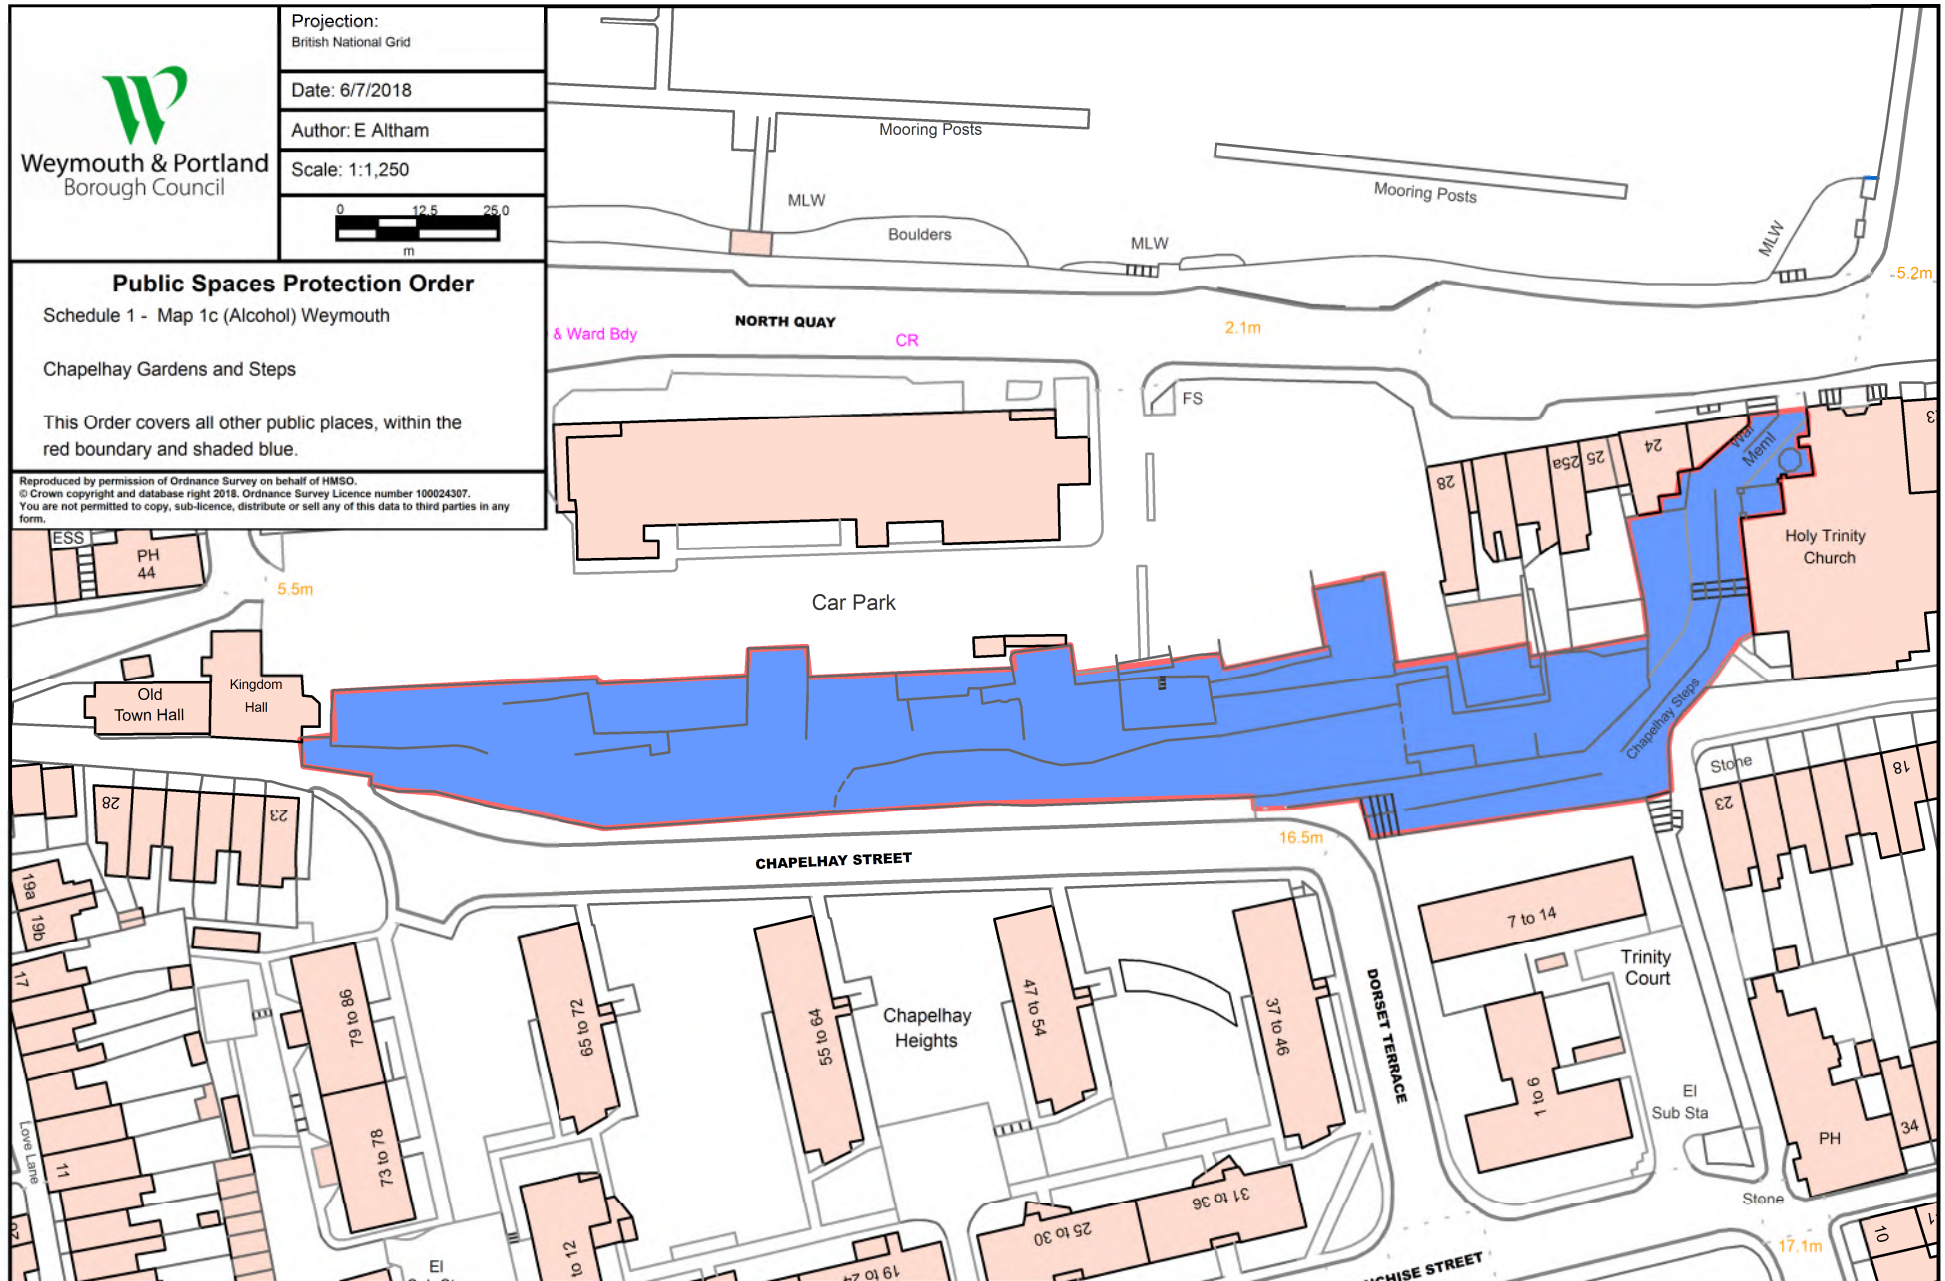 Weymouth & Portland
Borough Council
Projection:
British National Grid
Date: 6/7/2018
Author: E Altham
Scale: 1:1,250
0 12.5 25.0
m
Public Spaces Protection Order
Schedule 1 - Map 1c (Alcohol) Weymouth
Chapelhay Gardens and Steps
This Order covers all other public places, within the
red boundary and shaded blue.
Reproduced by permission of Ordnance Survey on behalf of HMSO.
© Crown copyright and database right 2018. Ordnance Survey Licence number 100024307.
You are not permitted to copy, sub-licence, distribute or sell any of this data to third parties in any
form.
Mooring Posts
Mooring Posts
MLW
Boulders
MLW
MLW
5.2m
NORTH QUAY
2.1m
& Ward Bdy
CR
FS
War
Meml
24
25
25a
28
Holy Trinity
Church
ESS
PH
44
5.5m
Car Park
Old
Town Hall
Kingdom
Hall
Chapelhay Steps
Stone
18
23
28
23
16.5m
CHAPELHAY STREET
19a
19b
17
7 to 14
Trinity
Court
79 to 86
65 to 72
55 to 64
Chapelhay
Heights
47 to 54
37 to 46
DORSET TERRACE
1 to 6
El
Sub Sta
PH
34
Love Lane
11
73 to 78
31 to 36
25 to 30
Stone
17.1m
10
El
to 12